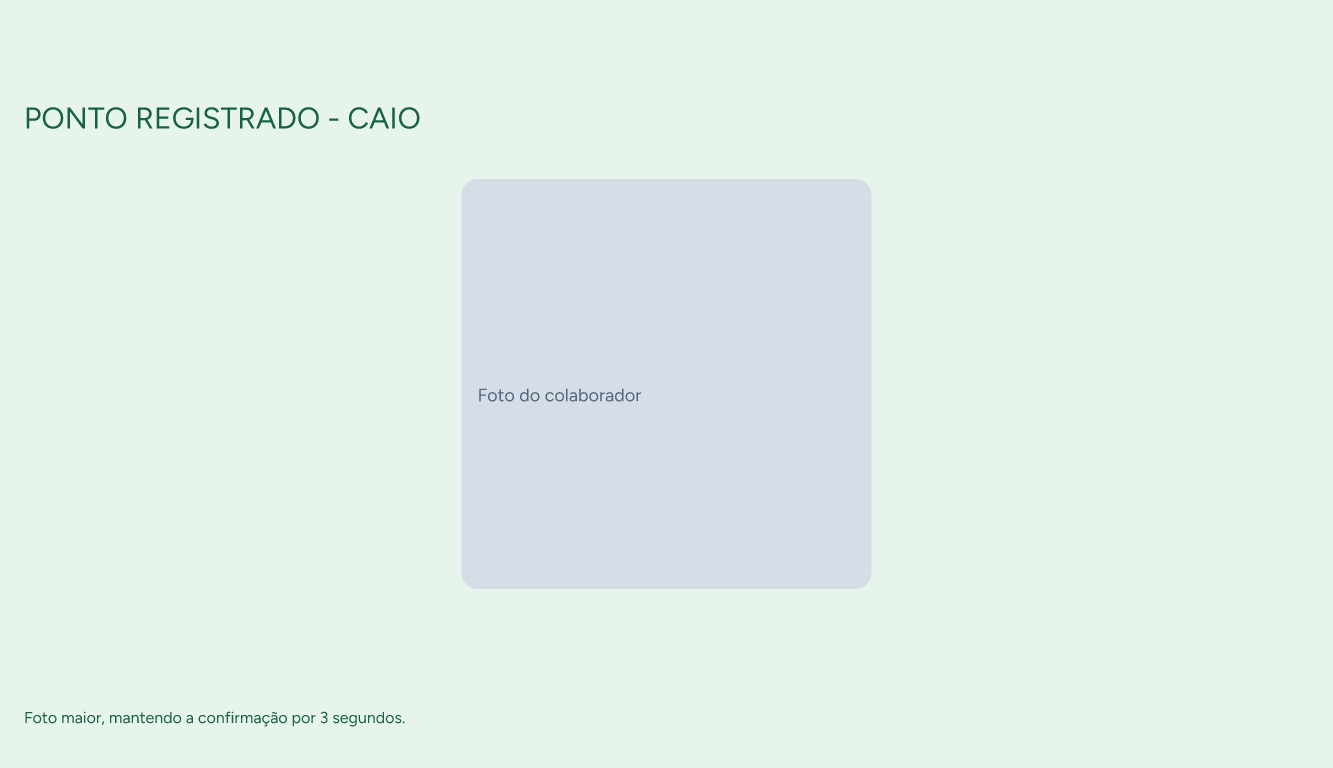 PONTO REGISTRADO - CAIO
Foto do colaborador
Foto maior, mantendo a confirmação por 3 segundos.